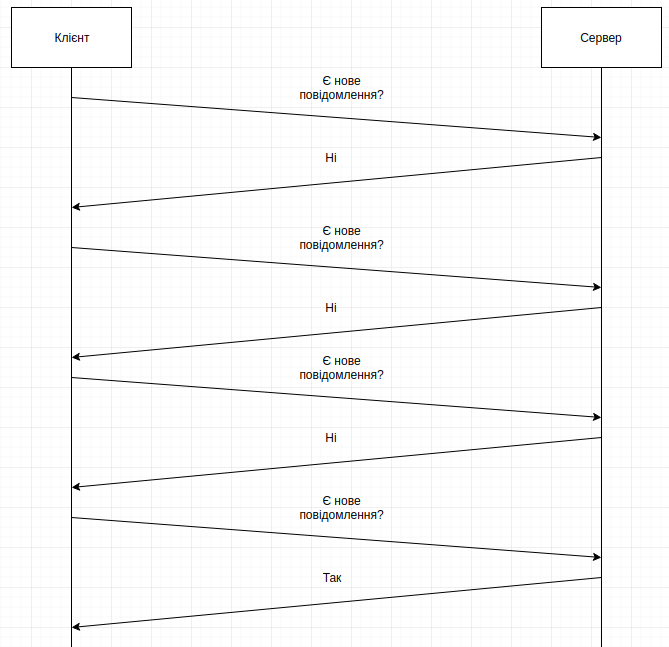 Клієнт
Сервер
Є нове
повідомлення?
Ні
Є нове
повідомлення?
Ні
Є нове
повідомлення?
Ні
Є нове
повідомлення?
Так